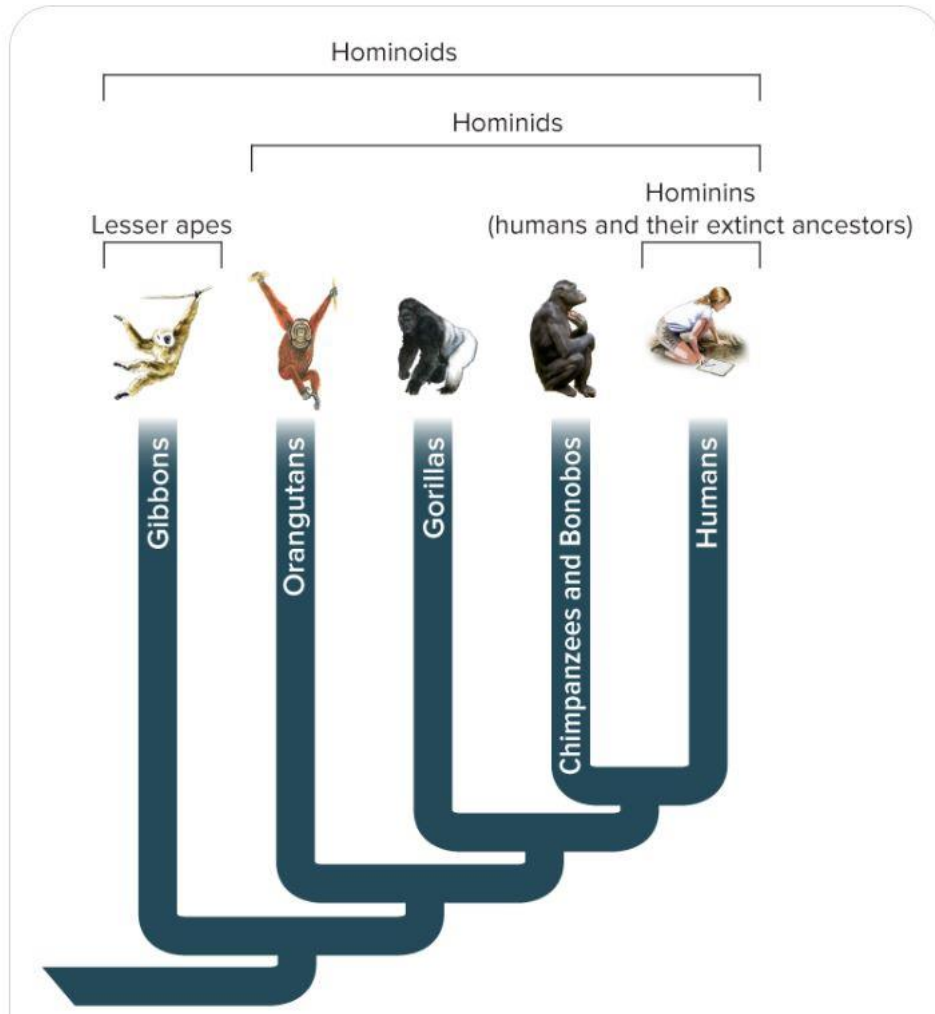 Hominoids
Hominids
Hominins
(humans and their extinct ancestors)
Lesser apes
Gibbons
Orangutans
Gorillas
Chimpanzees and Bonobos
Humans